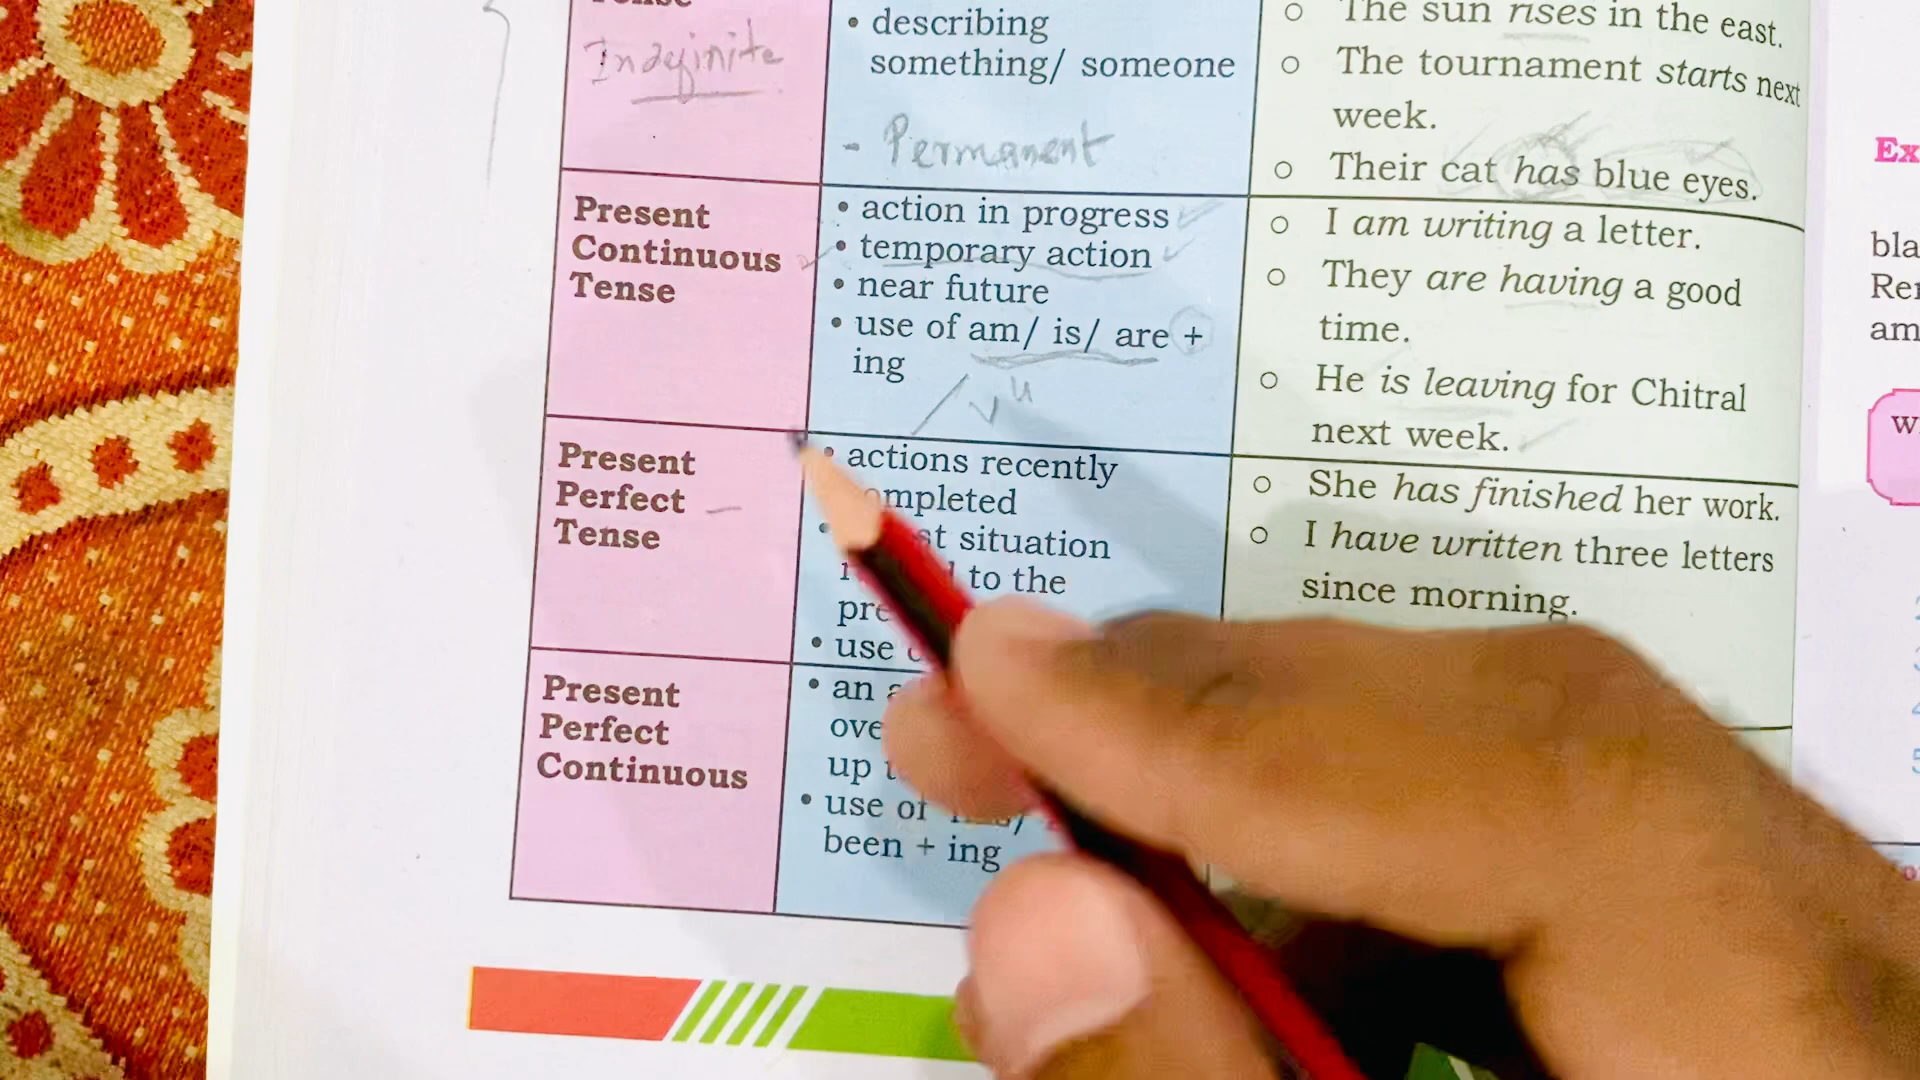 Indefinite
• describing
something/ someone
- Permanent
○ The sun rises in the east.
○ The tournament starts next
week.
○ Their cat has blue eyes.
Present
Continuous
Tense
• action in progress
• temporary action
• near future
• use of am/ is/ are +
ing
○ I am writing a letter.
○ They are having a good
time.
○ He is leaving for Chitral
next week.
Present
Perfect
Tense
• actions recently
situation
to the
• use
○ She has finished her work.
○ I have written three letters
since morning.
Present
Perfect
Continuous
• an
up
• use of
been + ing
Ex
bla
am